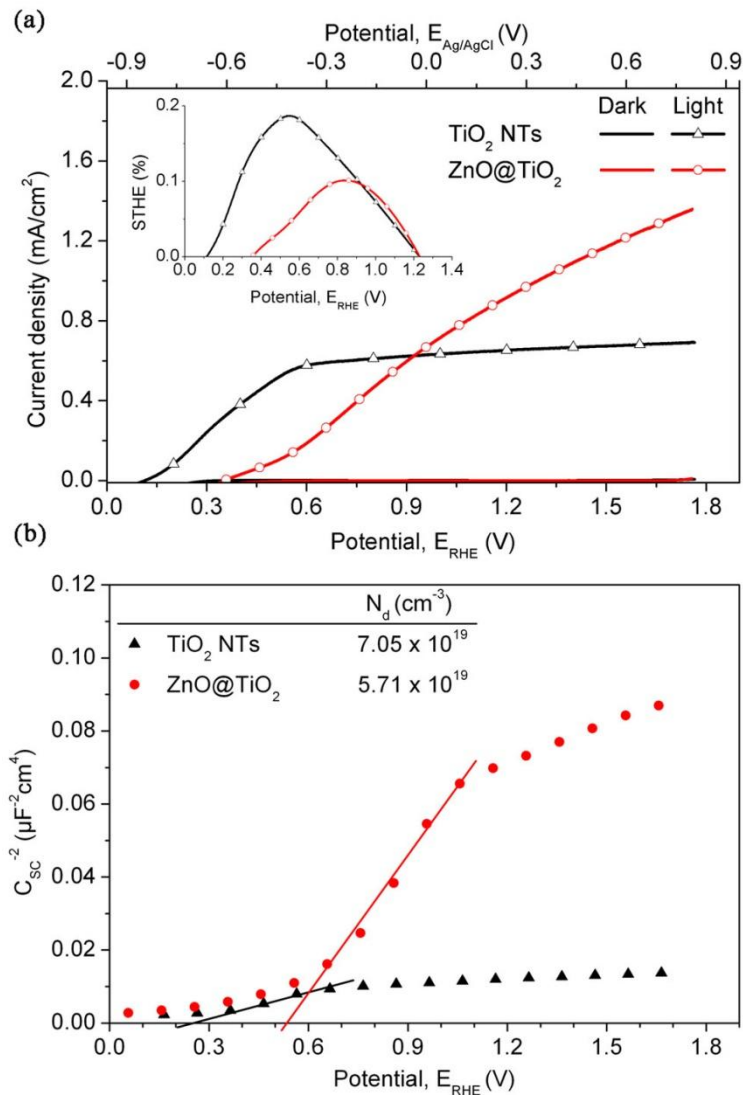 (a)
Potential, E_Ag/AgCl (V)
-0.9 -0.6 -0.3 0.0 0.3 0.6 0.9
2.0
1.6
1.2
0.8
0.4
0.0
Current density (mA/cm²)
Dark Light
TiO₂ NTs
ZnO@TiO₂
0.2
0.1
0.0
STHE (%)
0.0 0.2 0.4 0.6 0.8 1.0 1.2 1.4
Potential, E_RHE (V)
0.0 0.3 0.6 0.9 1.2 1.5 1.8
Potential, E_RHE (V)
(b)
0.12
0.10
0.08
0.06
0.04
0.02
0.00
C_SC⁻² (µF⁻²cm⁴)
N_d (cm⁻³)
TiO₂ NTs 7.05 x 10¹⁹
ZnO@TiO₂ 5.71 x 10¹⁹
0.0 0.3 0.6 0.9 1.2 1.5 1.8
Potential, E_RHE (V)